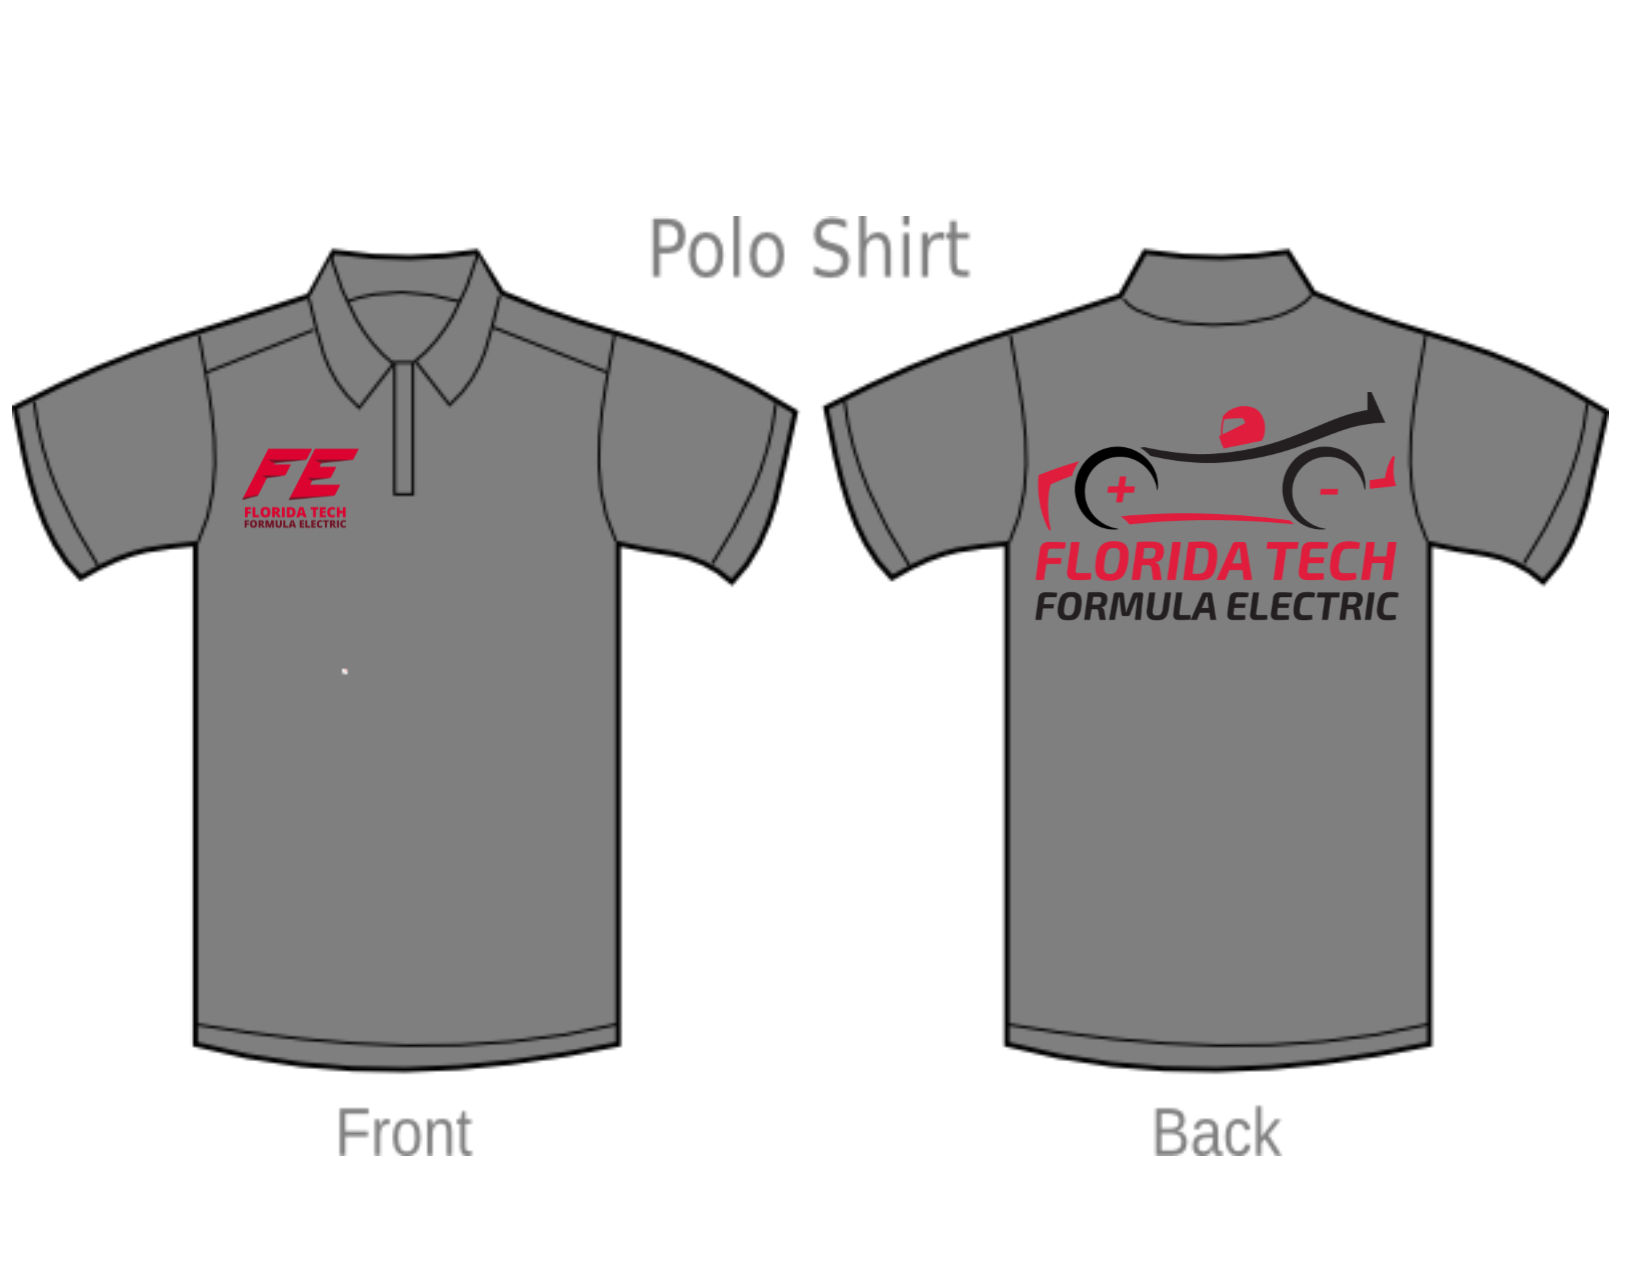 Polo Shirt
FE
FLORIDA TECH
FORMULA ELECTRIC
+ -
FLORIDA TECH
FORMULA ELECTRIC
Front
Back